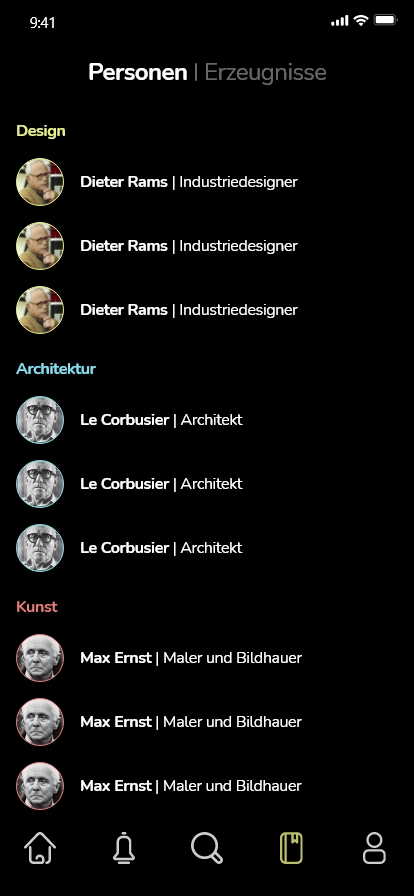 9:41
Personen | Erzeugnisse
Design
Dieter Rams | Industriedesigner
Dieter Rams | Industriedesigner
Dieter Rams | Industriedesigner
Architektur
Le Corbusier | Architekt
Le Corbusier | Architekt
Le Corbusier | Architekt
Kunst
Max Ernst | Maler und Bildhauer
Max Ernst | Maler und Bildhauer
Max Ernst | Maler und Bildhauer